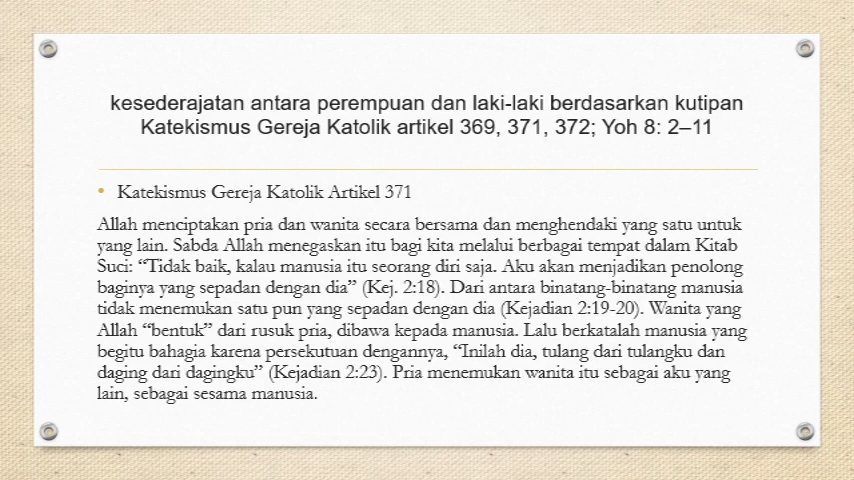 kesederajatan antara perempuan dan laki-laki berdasarkan kutipan
Katekismus Gereja Katolik artikel 369, 371, 372; Yoh 8: 2–11
• Katekismus Gereja Katolik Artikel 371
Allah menciptakan pria dan wanita secara bersama dan menghendaki yang satu untuk
yang lain. Sabda Allah menegaskan itu bagi kita melalui berbagai tempat dalam Kitab
Suci: “Tidak baik, kalau manusia itu seorang diri saja. Aku akan menjadikan penolong
baginya yang sepadan dengan dia” (Kej. 2:18). Dari antara binatang-binatang manusia
tidak menemukan satu pun yang sepadan dengan dia (Kejadian 2:19-20). Wanita yang
Allah “bentuk” dari rusuk pria, dibawa kepada manusia. Lalu berkatalah manusia yang
begitu bahagia karena persekutuan dengannya, “Inilah dia, tulang dari tulangku dan
daging dari dagingku” (Kejadian 2:23). Pria menemukan wanita itu sebagai aku yang
lain, sebagai sesama manusia.